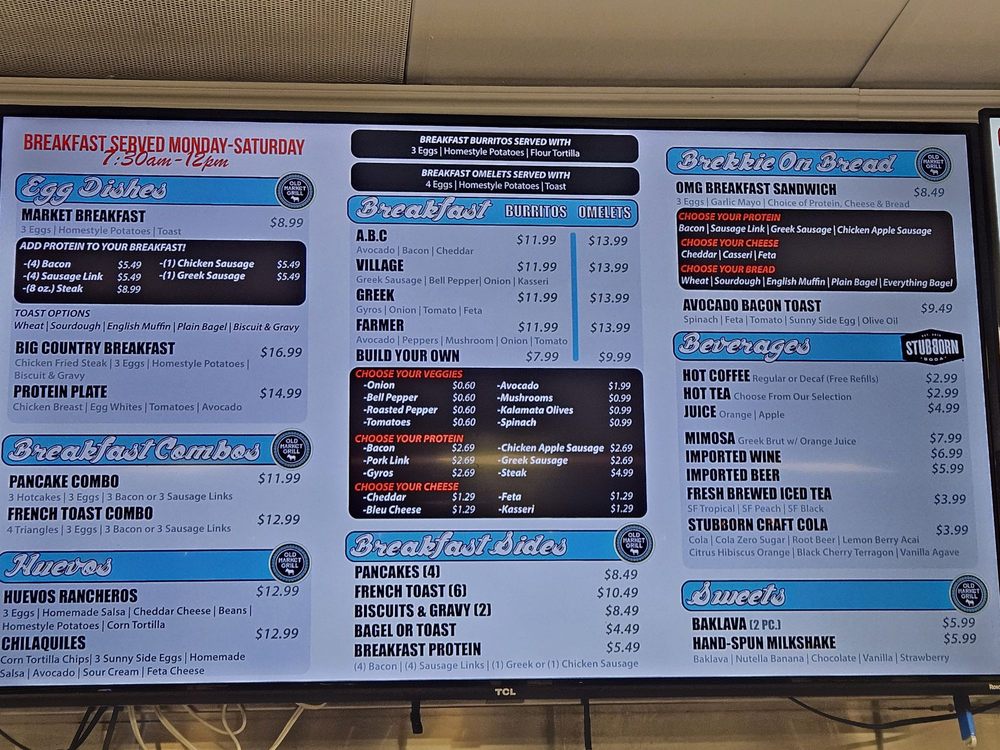 BREAKFAST SERVED MONDAY-SATURDAY
7:30am-12pm
Egg Dishes
OLD MARKET GRILL
MARKET BREAKFAST $8.99
3 Eggs | Homestyle Potatoes | Toast
ADD PROTEIN TO YOUR BREAKFAST!
-(4) Bacon $5.49 -(1) Chicken Sausage $5.49
-(4) Sausage Link $5.49 -(1) Greek Sausage $5.49
-(8 oz.) Steak $8.99
TOAST OPTIONS
Wheat | Sourdough | English Muffin | Plain Bagel | Biscuit & Gravy
BIG COUNTRY BREAKFAST $16.99
Chicken Fried Steak | 3 Eggs | Homestyle Potatoes |
Biscuit & Gravy
PROTEIN PLATE $14.99
Chicken Breast | Egg Whites | Tomatoes | Avocado
Breakfast Combos
OLD MARKET GRILL
PANCAKE COMBO $11.99
3 Hotcakes | 3 Eggs | 3 Bacon or 3 Sausage Links
FRENCH TOAST COMBO $12.99
4 Triangles | 3 Eggs | 3 Bacon or 3 Sausage Links
Huevos
OLD MARKET GRILL
HUEVOS RANCHEROS $12.99
3 Eggs | Homemade Salsa | Cheddar Cheese | Beans |
Homestyle Potatoes | Corn Tortilla
CHILAQUILES $12.99
Corn Tortilla Chips | 3 Sunny Side Eggs | Homemade
Salsa | Avocado | Sour Cream | Feta Cheese
BREAKFAST BURRITOS SERVED WITH
3 Eggs | Homestyle Potatoes | Flour Tortilla
BREAKFAST OMELETS SERVED WITH
4 Eggs | Homestyle Potatoes | Toast
Breakfast BURRITOS OMELETS
A.B.C $11.99 $13.99
Avocado | Bacon | Cheddar
VILLAGE $11.99 $13.99
Greek Sausage | Bell Pepper | Onion | Kasseri
GREEK $11.99 $13.99
Gyros | Onion | Tomato | Feta
FARMER $11.99 $13.99
Avocado | Peppers | Mushroom | Onion | Tomato
BUILD YOUR OWN $7.99 $9.99
CHOOSE YOUR VEGGIES
-Onion $0.60 -Avocado $1.99
-Bell Pepper $0.60 -Mushrooms $0.99
-Roasted Pepper $0.60 -Kalamata Olives $0.99
-Tomatoes $0.60 -Spinach $0.99
CHOOSE YOUR PROTEIN
-Bacon $2.69 -Chicken Apple Sausage $2.69
-Pork Link $2.69 -Greek Sausage $2.69
-Gyros $2.69 -Steak $4.99
CHOOSE YOUR CHEESE
-Cheddar $1.29 -Feta $1.29
-Bleu Cheese $1.29 -Kasseri $1.29
Breakfast Sides
OLD MARKET GRILL
PANCAKES (4) $8.49
FRENCH TOAST (6) $10.49
BISCUITS & GRAVY (2) $8.49
BAGEL OR TOAST $4.49
BREAKFAST PROTEIN $5.49
(4) Bacon | (4) Sausage Links | (1) Greek or (1) Chicken Sausage
Brekkie On Bread
OLD MARKET GRILL
OMG BREAKFAST SANDWICH $8.49
3 Eggs | Garlic Mayo | Choice of Protein, Cheese & Bread
CHOOSE YOUR PROTEIN
Bacon | Sausage Link | Greek Sausage | Chicken Apple Sausage
CHOOSE YOUR CHEESE
Cheddar | Casseri | Feta
CHOOSE YOUR BREAD
Wheat | Sourdough | English Muffin | Plain Bagel | Everything Bagel
AVOCADO BACON TOAST $9.49
Spinach | Feta | Tomato | Sunny Side Egg | Olive Oil
Beverages
STUBBORN
SODA
HOT COFFEE Regular or Decaf (Free Refills) $2.99
HOT TEA Choose From Our Selection $2.99
JUICE Orange | Apple $4.99
MIMOSA Greek Brut w/ Orange Juice $7.99
IMPORTED WINE $6.99
IMPORTED BEER $5.99
FRESH BREWED ICED TEA $3.99
SF Tropical | SF Peach | SF Black
STUBBORN CRAFT COLA $3.99
Cola | Cola Zero Sugar | Root Beer | Lemon Berry Acai
Citrus Hibiscus Orange | Black Cherry Terragon | Vanilla Agave
Sweets
OLD MARKET GRILL
BAKLAVA (2 PC.) $5.99
HAND-SPUN MILKSHAKE $5.99
Baklava | Nutella Banana | Chocolate | Vanilla | Strawberry
TCL